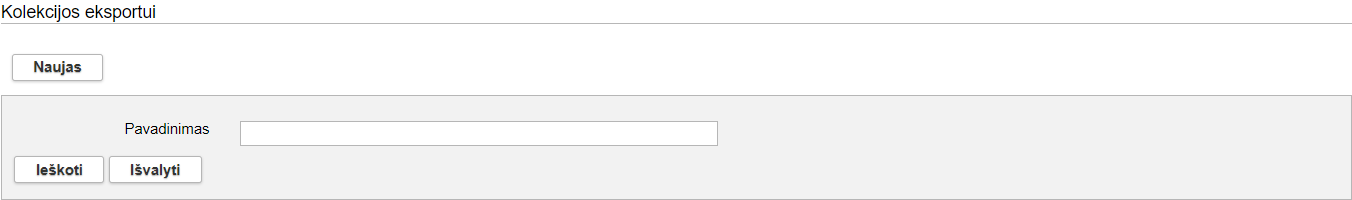 Kolekcijos eksportui
Naujas
Pavadinimas
Ieškoti Išvalyti